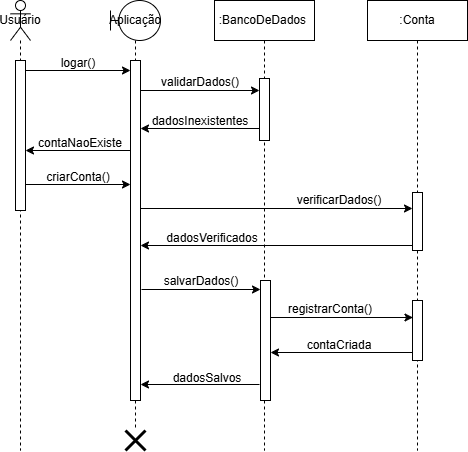 Usuário
Aplicação
:BancoDeDados
:Conta
logar()
validarDados()
dadosInexistentes
contaNaoExiste
criarConta()
verificarDados()
dadosVerificados
salvarDados()
registrarConta()
contaCriada
dadosSalvos